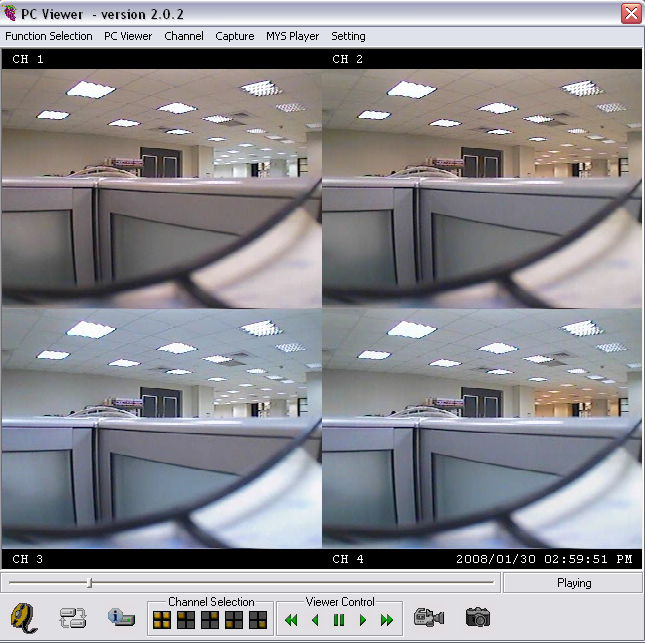 PC Viewer - version 2.0.2
Function Selection PC Viewer Channel Capture MYS Player Setting
CH 1 CH 2
CH 3 CH 4 2008/01/30 02:59:51 PM
Playing
Channel Selection Viewer Control